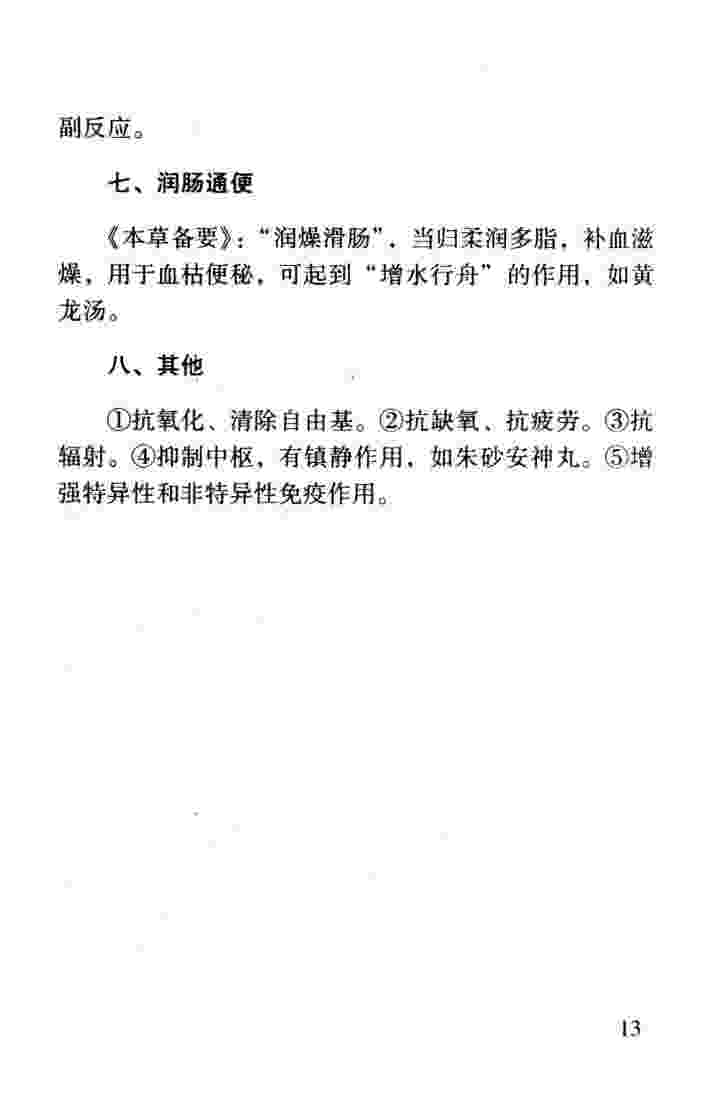 副反应。
七、润肠通便
《本草备要》：“润燥滑肠”，当归柔润多脂，补血滋
燥，用于血枯便秘，可起到“增水行舟”的作用，如黄
龙汤。
八、其他
①抗氧化、清除自由基。②抗缺氧、抗疲劳。③抗
辐射。④抑制中枢，有镇静作用，如朱砂安神丸。⑤增
强特异性和非特异性免疫作用。
13